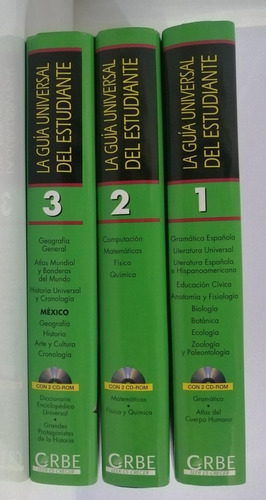 LA GUÍA UNIVERSAL
DEL ESTUDIANTE
3
Geografía
General
Atlas Mundial
y Banderas
del Mundo
Historia Universal
y Cronología
MÉXICO
Geografía
Historia
Arte y Cultura
Cronología
CON 2 CD-ROM
Diccionario
Enciclopédico
Universal
Grandes
Protagonistas
de la Historia
ORBE
LA GUÍA UNIVERSAL
DEL ESTUDIANTE
2
Computación
Matemáticas
Física
Química
CON 2 CD-ROM
Matemáticas
Física y Química
ORBE
LA GUÍA UNIVERSAL
DEL ESTUDIANTE
1
Gramática Española
Literatura Universal
Literatura Española
e Hispanoamericana
Educación Cívica
Anatomía y Fisiología
Biología
Botánica
Ecología
Zoología
y Paleontología
CON 2 CD-ROM
Gramática
Atlas del
Cuerpo Humano
ORBE